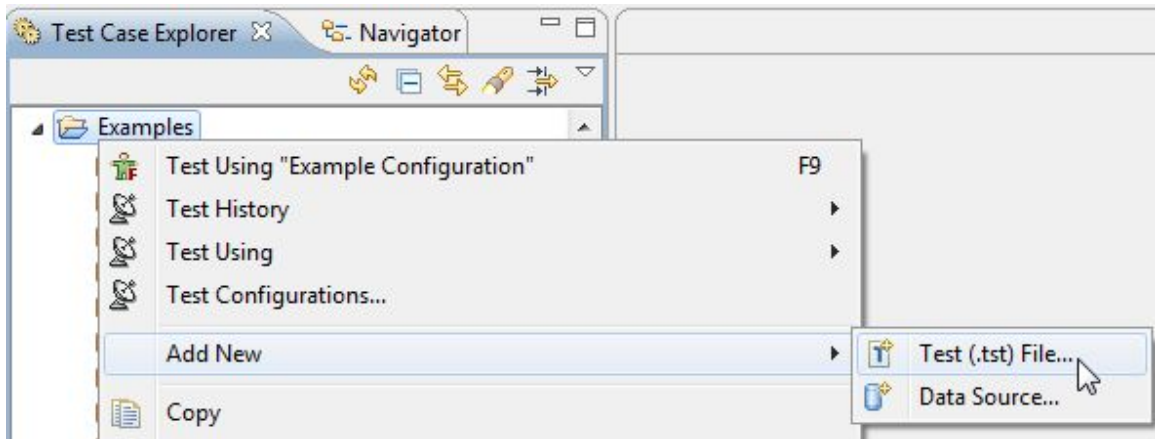 Test Case Explorer Navigator
Examples
Test Using "Example Configuration" F9
Test History
Test Using
Test Configurations...
Add New
Test (.tst) File...
Data Source...
Copy